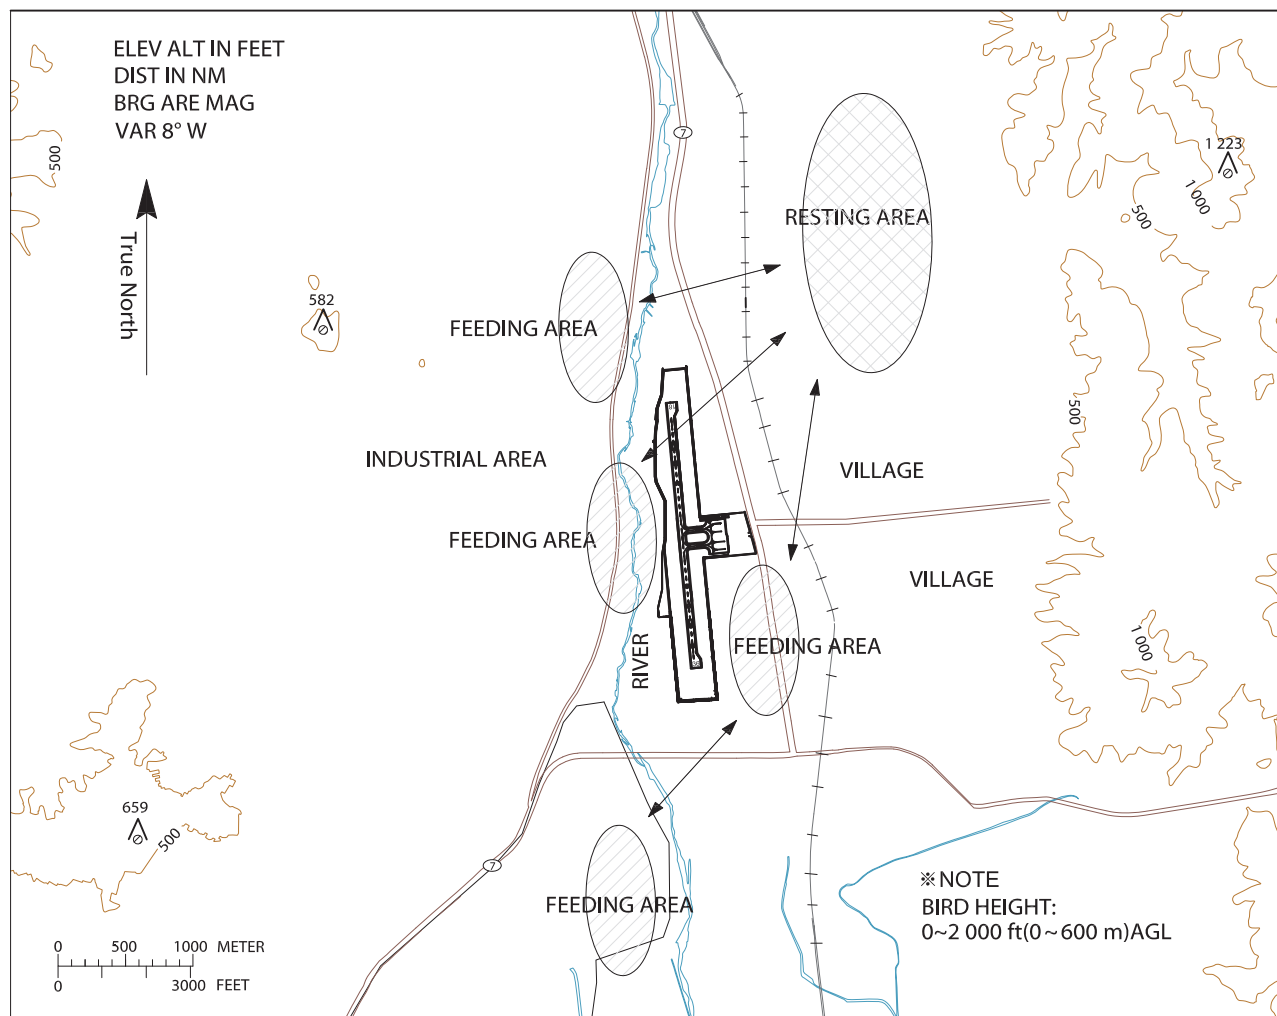 ELEV ALT IN FEET
DIST IN NM
BRG ARE MAG
VAR 8° W
True North
500
7
1 223
1 000
500
RESTING AREA
582
FEEDING AREA
500
INDUSTRIAL AREA
VILLAGE
FEEDING AREA
VILLAGE
RIVER
FEEDING AREA
1 000
659
500
7
FEEDING AREA
※ NOTE
BIRD HEIGHT:
0~2 000 ft(0~600 m)AGL
0 500 1000 METER
0 3000 FEET